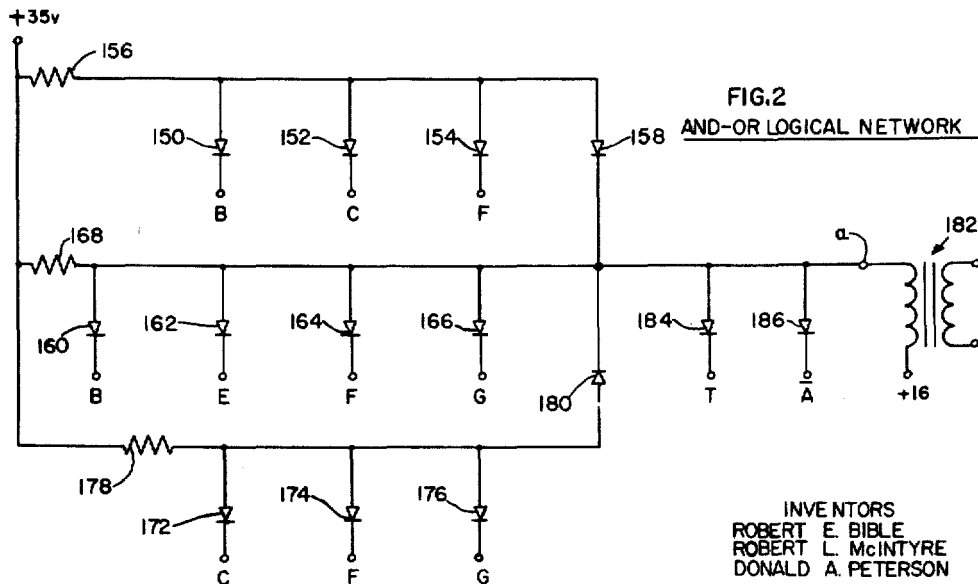 +35v
156
FIG.2
AND-OR LOGICAL NETWORK
150
152
154
158
B
C
F
168
a
182
160
162
164
166
184
186
B
E
F
G
180
T
A̅
+16
178
172
174
176
C
F
G
INVENTORS
ROBERT E. BIBLE
ROBERT L. McINTYRE
DONALD A. PETERSON